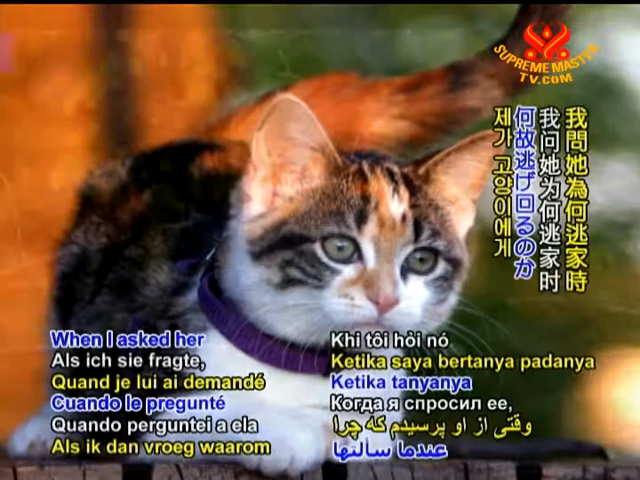 SUPREME MASTER
TV.COM
我問她為何逃家時
我问她为何逃家时
何故逃げ回るのか
제가 고양이에게
When I asked her
Als ich sie fragte,
Quand je lui ai demandé
Cuando le pregunté
Quando perguntei a ela
Als ik dan vroeg waarom
Khi tôi hỏi nó
Ketika saya bertanya padanya
Ketika tanyanya
Когда я спросил ее,
وقتی از او پرسیدم که چرا
عندما سألتها